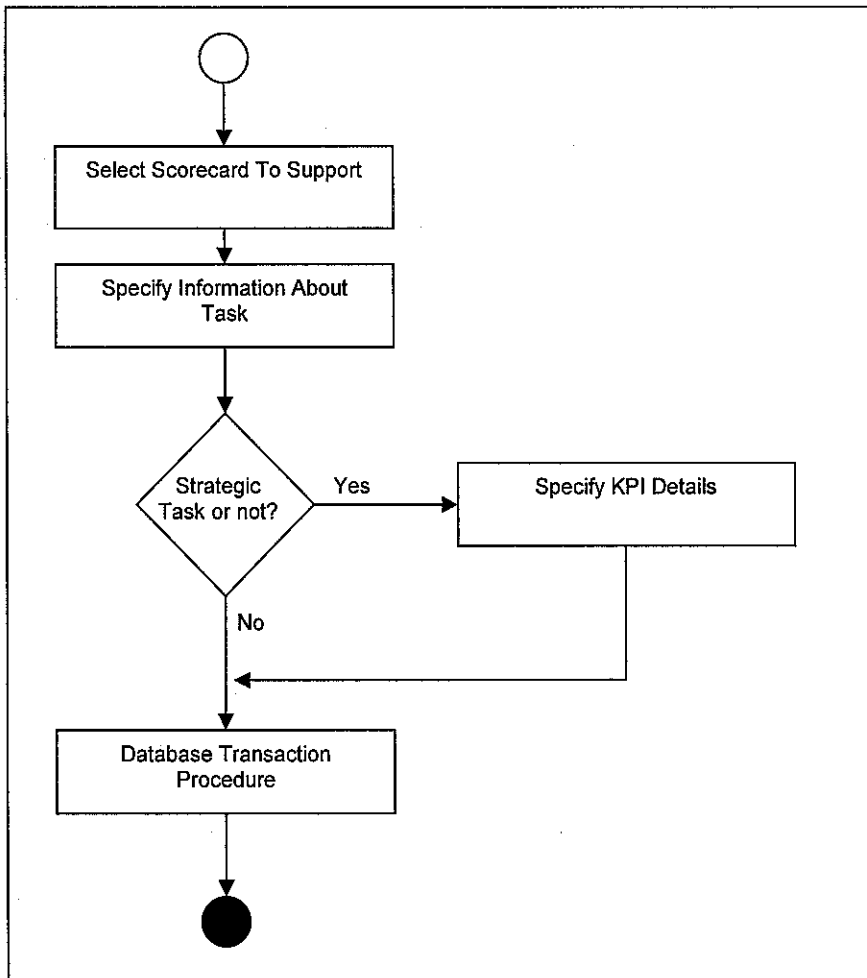 Select Scorecard To Support
Specify Information About
Task
Strategic
Task or not?
Yes
Specify KPI Details
No
Database Transaction
Procedure